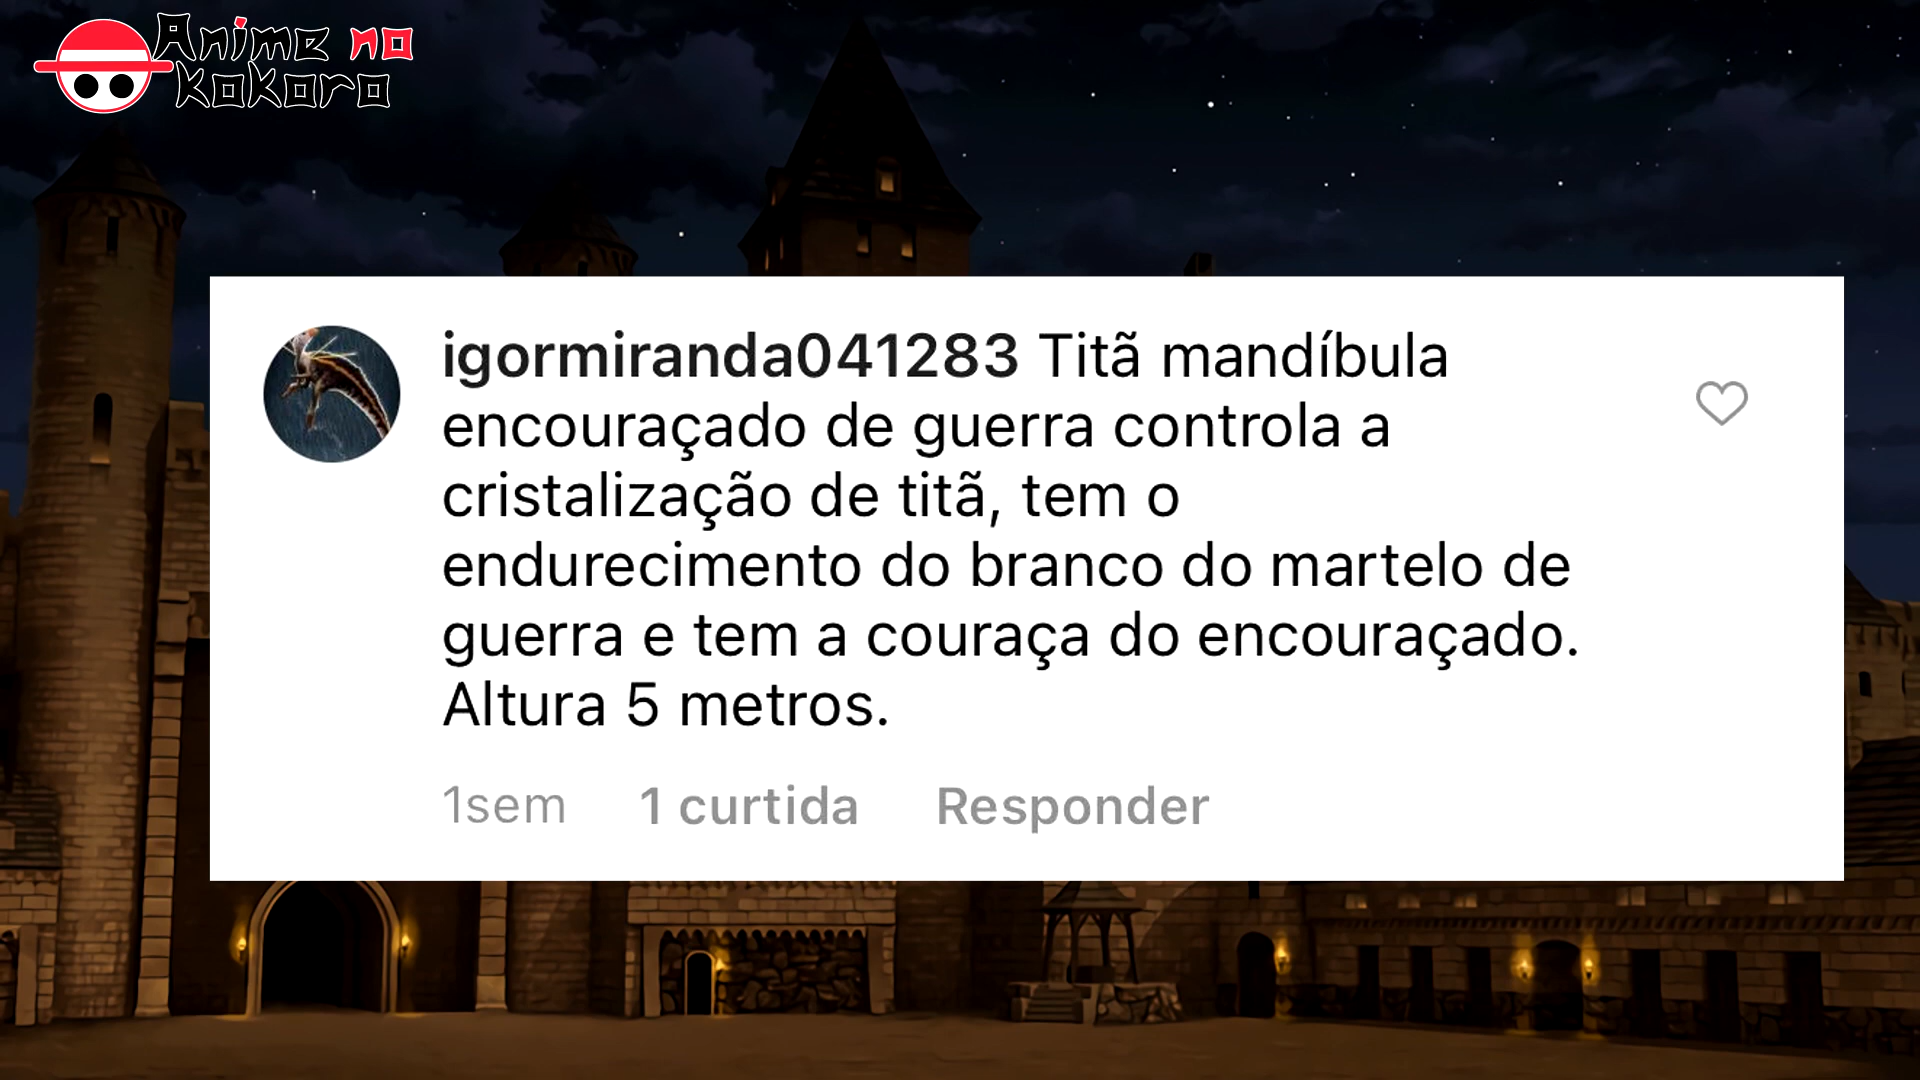 Anime no
kokoro
igormiranda041283 Titã mandíbula
encouraçado de guerra controla a
cristalização de titã, tem o
endurecimento do branco do martelo de
guerra e tem a couraça do encouraçado.
Altura 5 metros.
1sem 1 curtida Responder